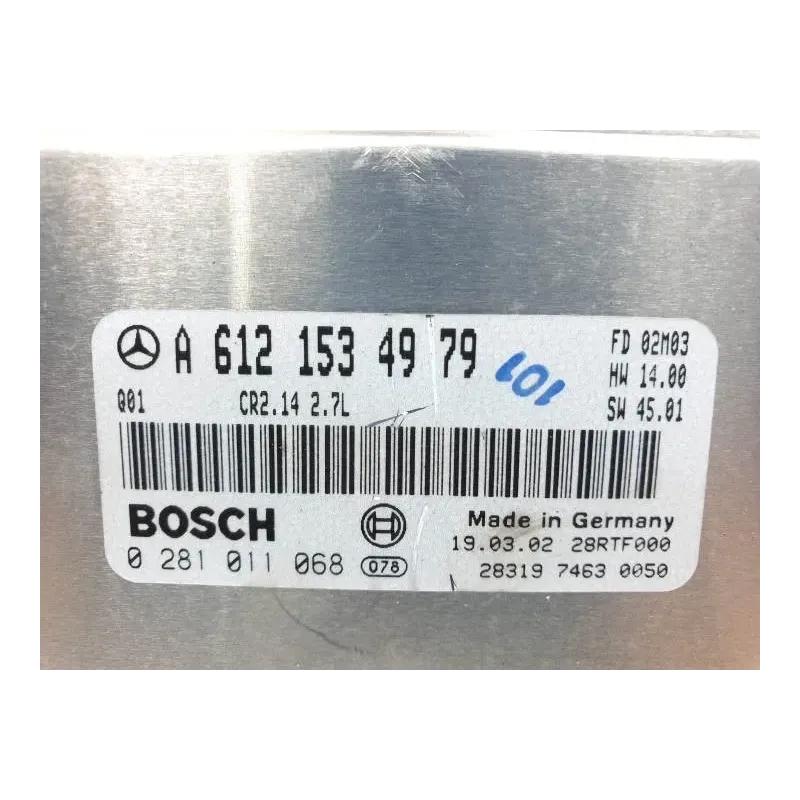 A 612 153 49 79
FD 02M03
HW 14.00
SW 45.01
101
Q01 CR2.14 2.7L
BOSCH
0 281 011 068 078
Made in Germany
19.03.02 28RTF000
28319 7463 0050